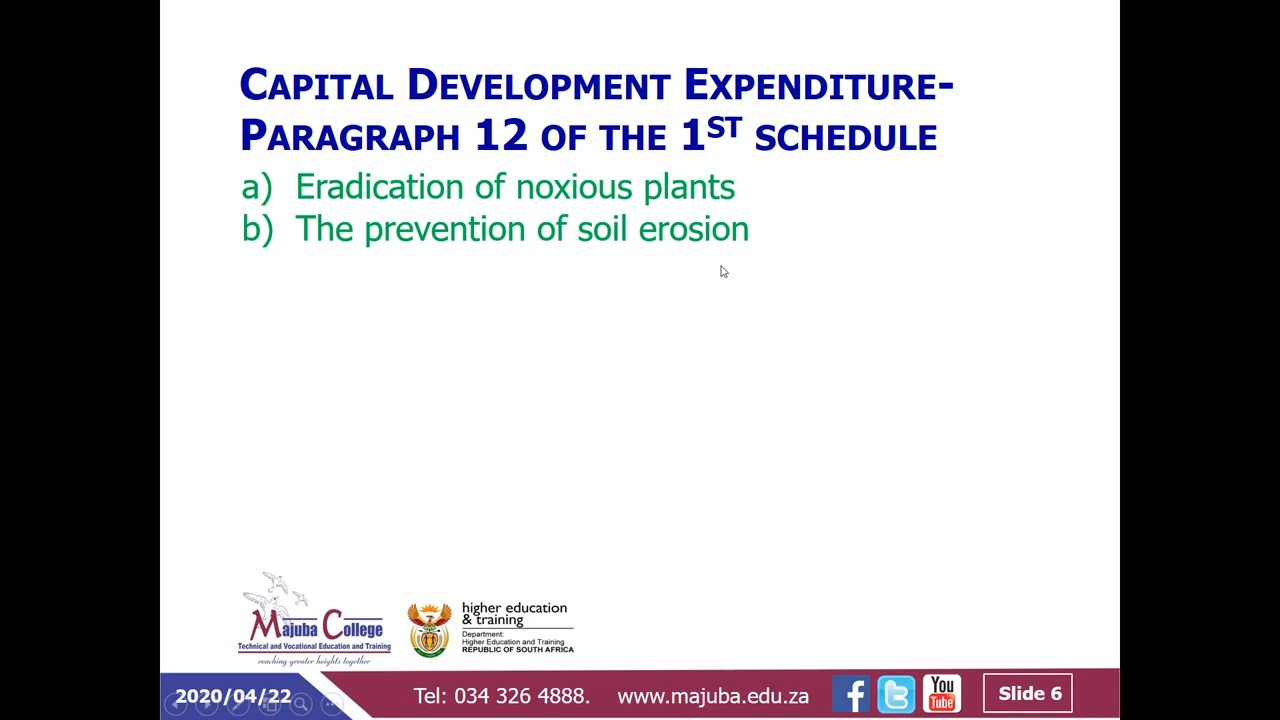 CAPITAL DEVELOPMENT EXPENDITURE-
PARAGRAPH 12 OF THE 1ST SCHEDULE
a) Eradication of noxious plants
b) The prevention of soil erosion
MAJUBA COLLEGE
Technical and Vocational Education and Training
reaching greater heights together
higher education
& training
Department:
Higher Education and Training
REPUBLIC OF SOUTH AFRICA
2020/04/22
Tel: 034 326 4888. www.majuba.edu.za
You
Tube
Slide 6